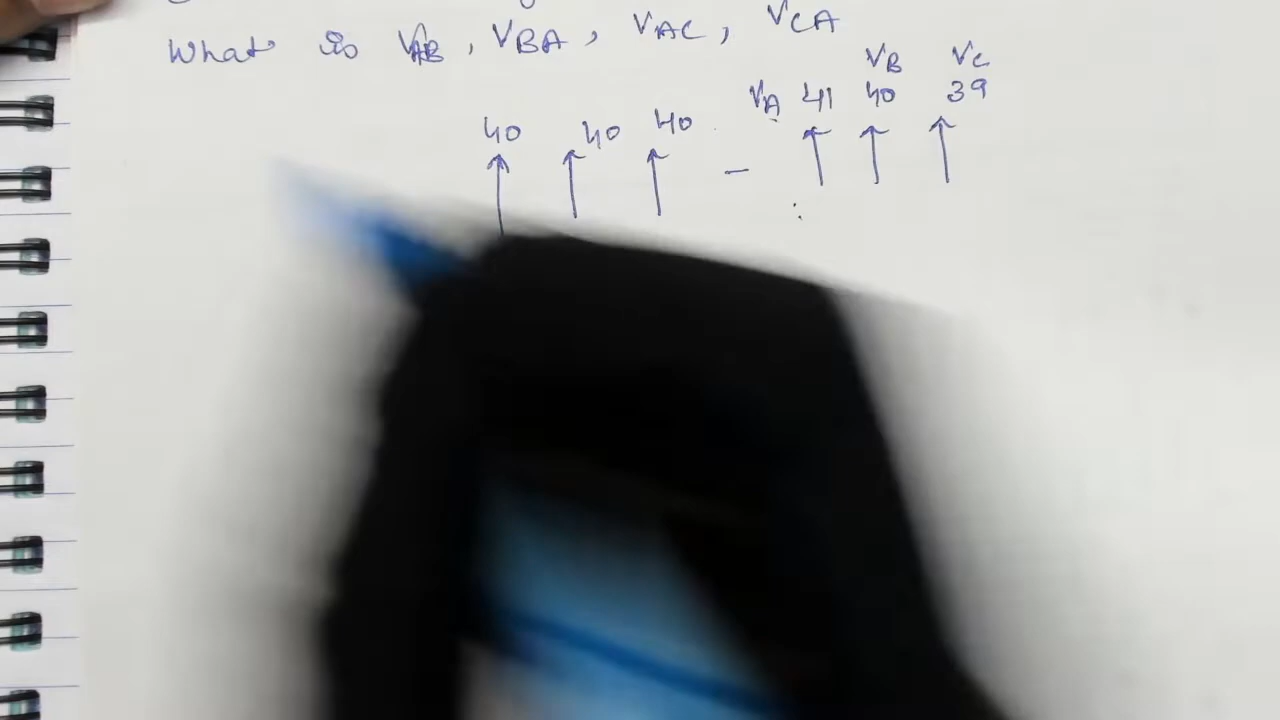 What is VAB, VBA, VAC, VCA
VB VC
VA 41 40 39
40 40 40 -